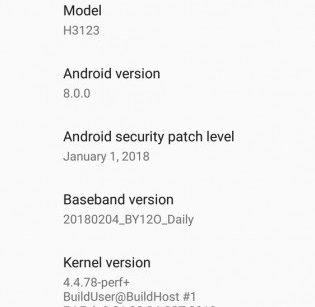 Model
H3123
Android version
8.0.0
Android security patch level
January 1, 2018
Baseband version
20180204_BY12O_Daily
Kernel version
4.4.78-perf+
BuildUser@BuildHost #1